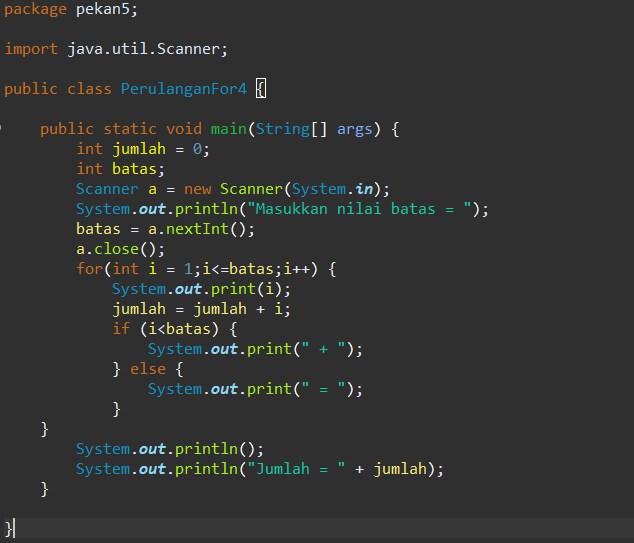 package pekan5;
import java.util.Scanner;
public class PerulanganFor4 {
public static void main(String[] args) {
int jumlah = 0;
int batas;
Scanner a = new Scanner(System.in);
System.out.println("Masukkan nilai batas = ");
batas = a.nextInt();
a.close();
for(int i = 1;i<=batas;i++) {
System.out.print(i);
jumlah = jumlah + i;
if (i<batas) {
System.out.print(" + ");
} else {
System.out.print(" = ");
}
}
System.out.println();
System.out.println("Jumlah = " + jumlah);
}
}